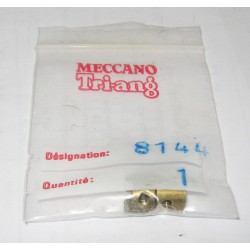 MECCANO
Tri-ang
Désignation: 8144
Quantité: 1